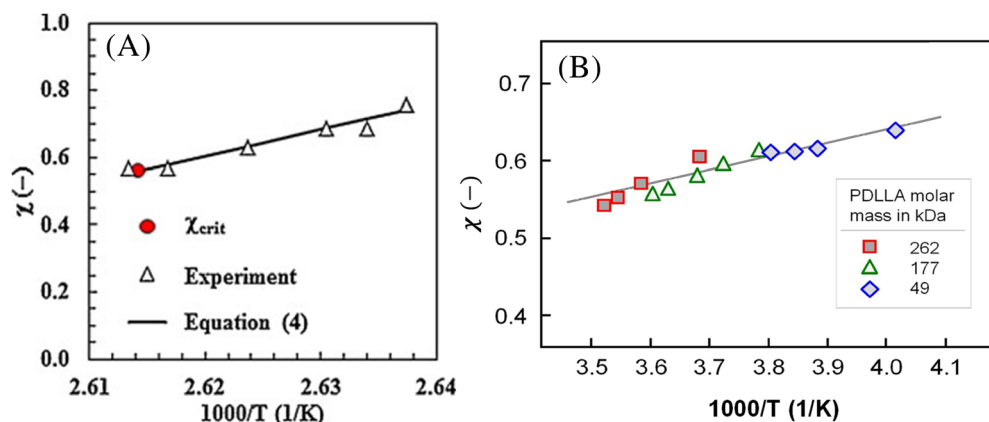 (A)
1.0
0.8
0.6
0.4
0.2
0.0
χ (–)
χcrit
Experiment
Equation (4)
2.61
2.62
2.63
2.64
1000/T (1/K)
(B)
0.7
0.6
0.5
0.4
χ (–)
PDLLA molar
mass in kDa
262
177
49
3.5 3.6 3.7 3.8 3.9 4.0 4.1
1000/T (1/K)